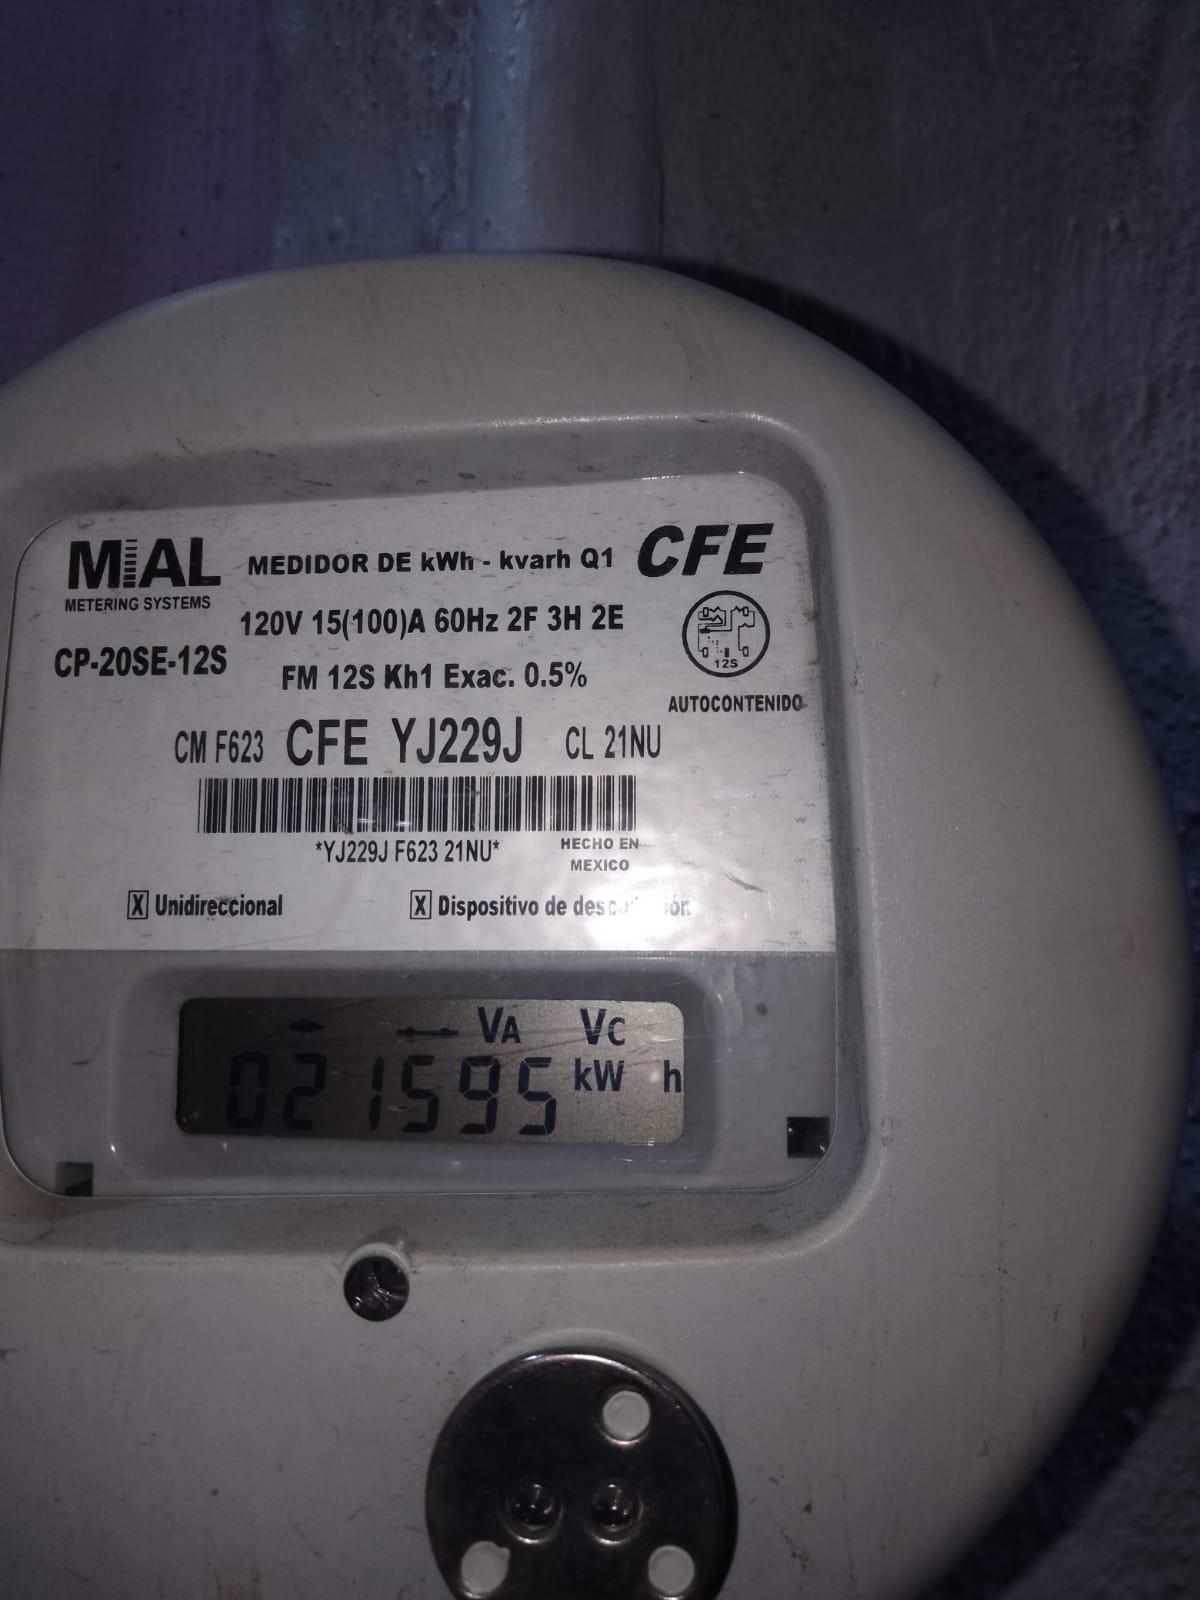 MIAL MEDIDOR DE kWh - kvarh Q1 CFE
METERING SYSTEMS
120V 15(100)A 60Hz 2F 3H 2E
CP-20SE-12S
FM 12S Kh1 Exac. 0.5%
12S
AUTOCONTENIDO
CM F623 CFE YJ229J CL 21NU
*YJ229J F623 21NU*
HECHO EN
MEXICO
X Unidireccional X Dispositivo de
VA VC
021595 kW h